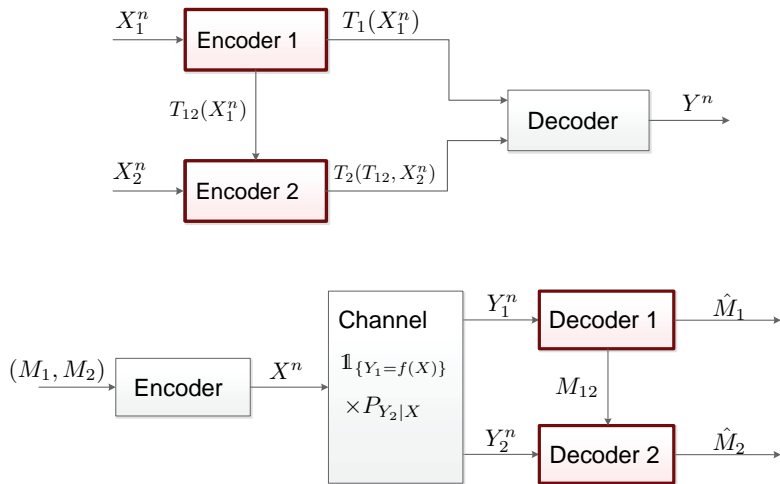 X_1^n
Encoder 1
T_1(X_1^n)
T_{12}(X_1^n)
Decoder
Y^n
X_2^n
Encoder 2
T_2(T_{12}, X_2^n)
(M_1, M_2)
Encoder
X^n
Channel
𝟙_{\{Y_1=f(X)\}}
×P_{Y_2|X}
Y_1^n
Decoder 1
\hat{M}_1
M_{12}
Y_2^n
Decoder 2
\hat{M}_2